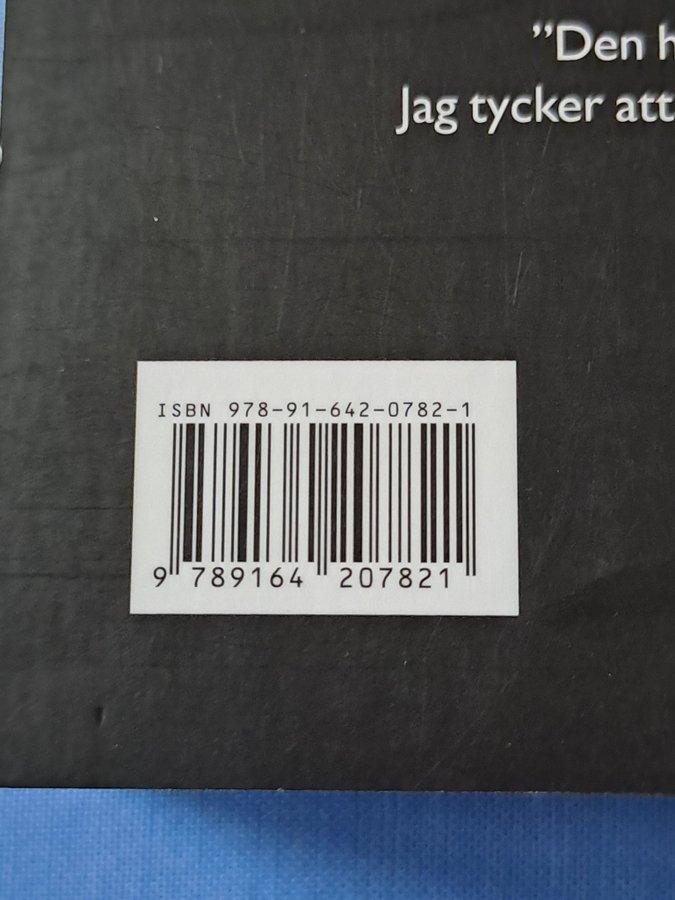 ”Den h
Jag tycker att
ISBN 978-91-642-0782-1
9 789164 207821